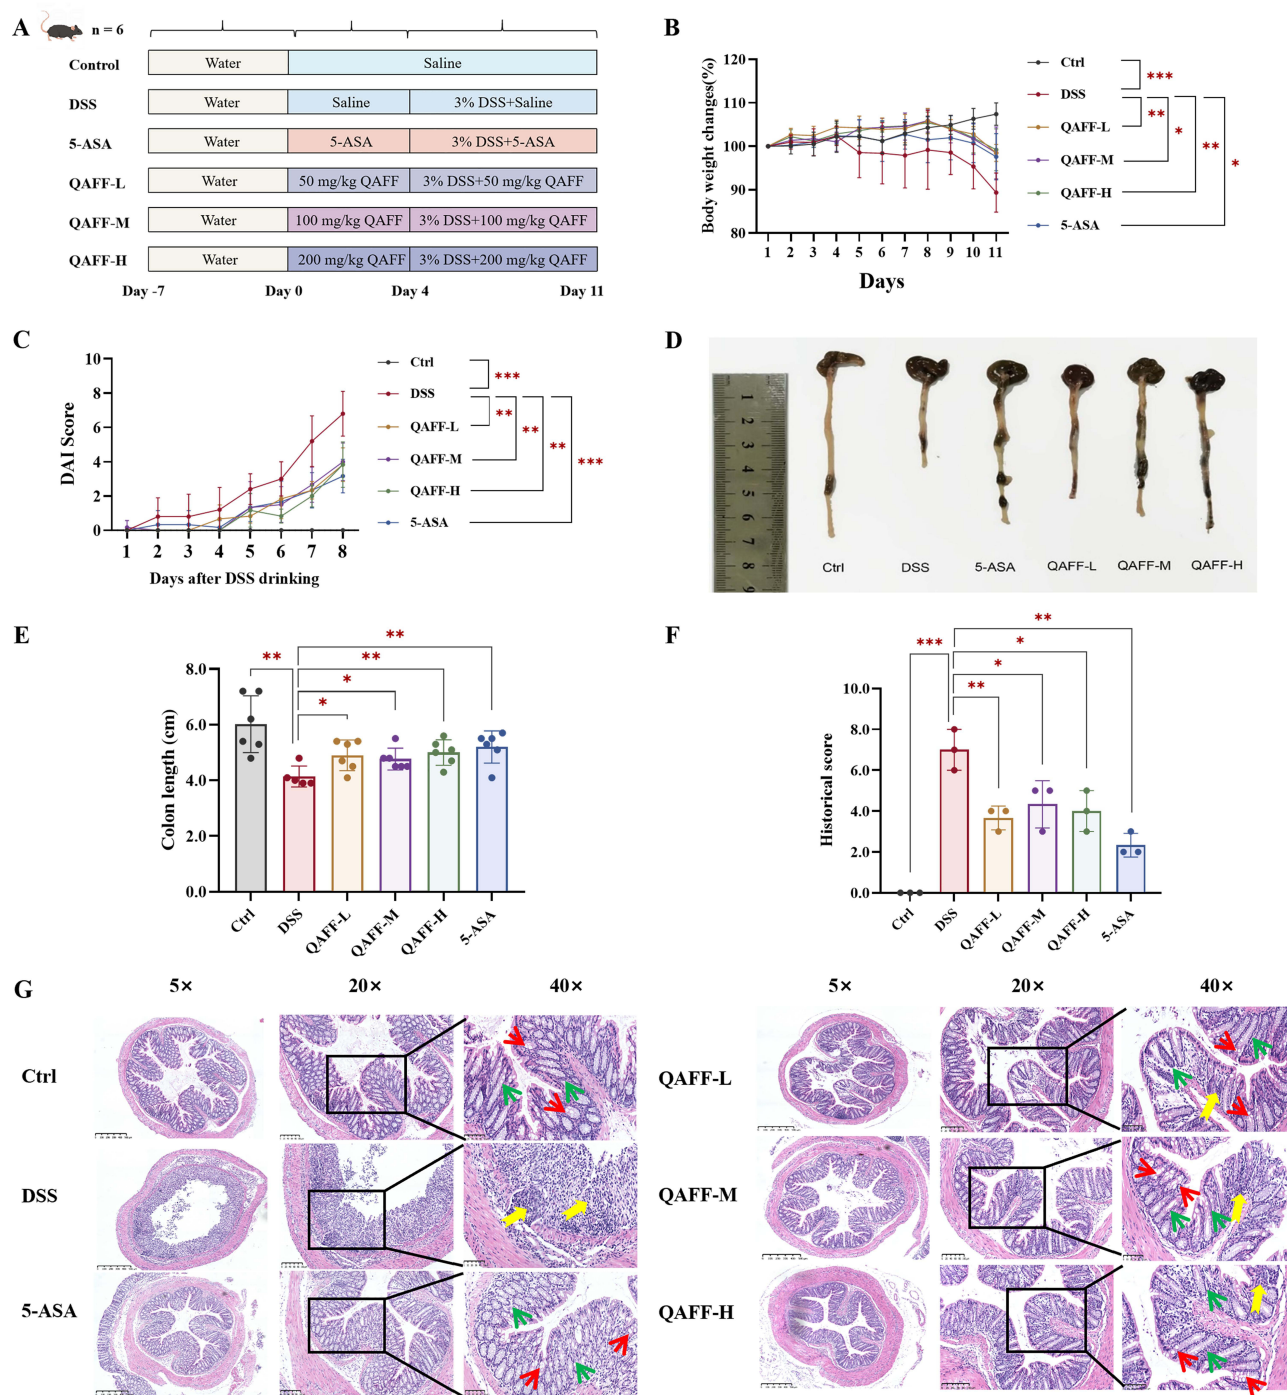 A
n = 6
Control
Water
Saline
DSS
Water
Saline
3% DSS+Saline
5-ASA
Water
5-ASA
3% DSS+5-ASA
QAFF-L
Water
50 mg/kg QAFF
3% DSS+50 mg/kg QAFF
QAFF-M
Water
100 mg/kg QAFF
3% DSS+100 mg/kg QAFF
QAFF-H
Water
200 mg/kg QAFF
3% DSS+200 mg/kg QAFF
Day -7
Day 0
Day 4
Day 11
B
Body weight changes(%)
120
110
100
90
80
1 2 3 4 5 6 7 8 9 10 11
Days
Ctrl
DSS
QAFF-L
QAFF-M
QAFF-H
5-ASA
***
**
*
**
*
C
DAI Score
10
8
6
4
2
0
1 2 3 4 5 6 7 8
Days after DSS drinking
Ctrl
DSS
QAFF-L
QAFF-M
QAFF-H
5-ASA
***
**
**
**
***
D
1
2
3
4
5
6
7
8
9
Ctrl
DSS
5-ASA
QAFF-L
QAFF-M
QAFF-H
E
Colon length (cm)
8.0
6.0
4.0
2.0
0.0
**
**
**
*
*
Ctrl
DSS
QAFF-L
QAFF-M
QAFF-H
5-ASA
F
Historical score
10.0
8.0
6.0
4.0
2.0
0.0
***
**
*
*
**
Ctrl
DSS
QAFF-L
QAFF-M
QAFF-H
5-ASA
G
5×
20×
40×
5×
20×
40×
Ctrl
DSS
5-ASA
QAFF-L
QAFF-M
QAFF-H